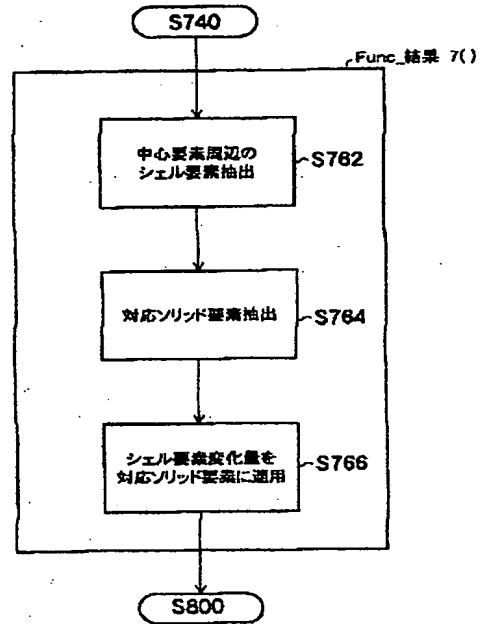 S740
Func_結果 7()
中心要素周辺の
シェル要素抽出
S762
対応ソリッド要素抽出
S764
シェル要素変化量を
対応ソリッド要素に適用
S766
S800